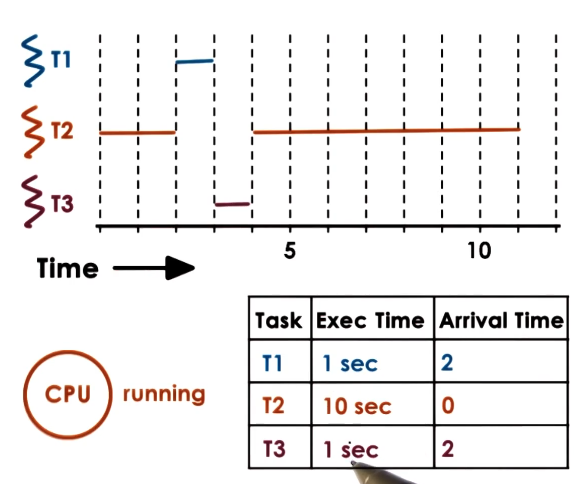 T1
T2
T3
5 10
Time
Task Exec Time Arrival Time
T1 1 sec 2
T2 10 sec 0
T3 1 sec 2
CPU running